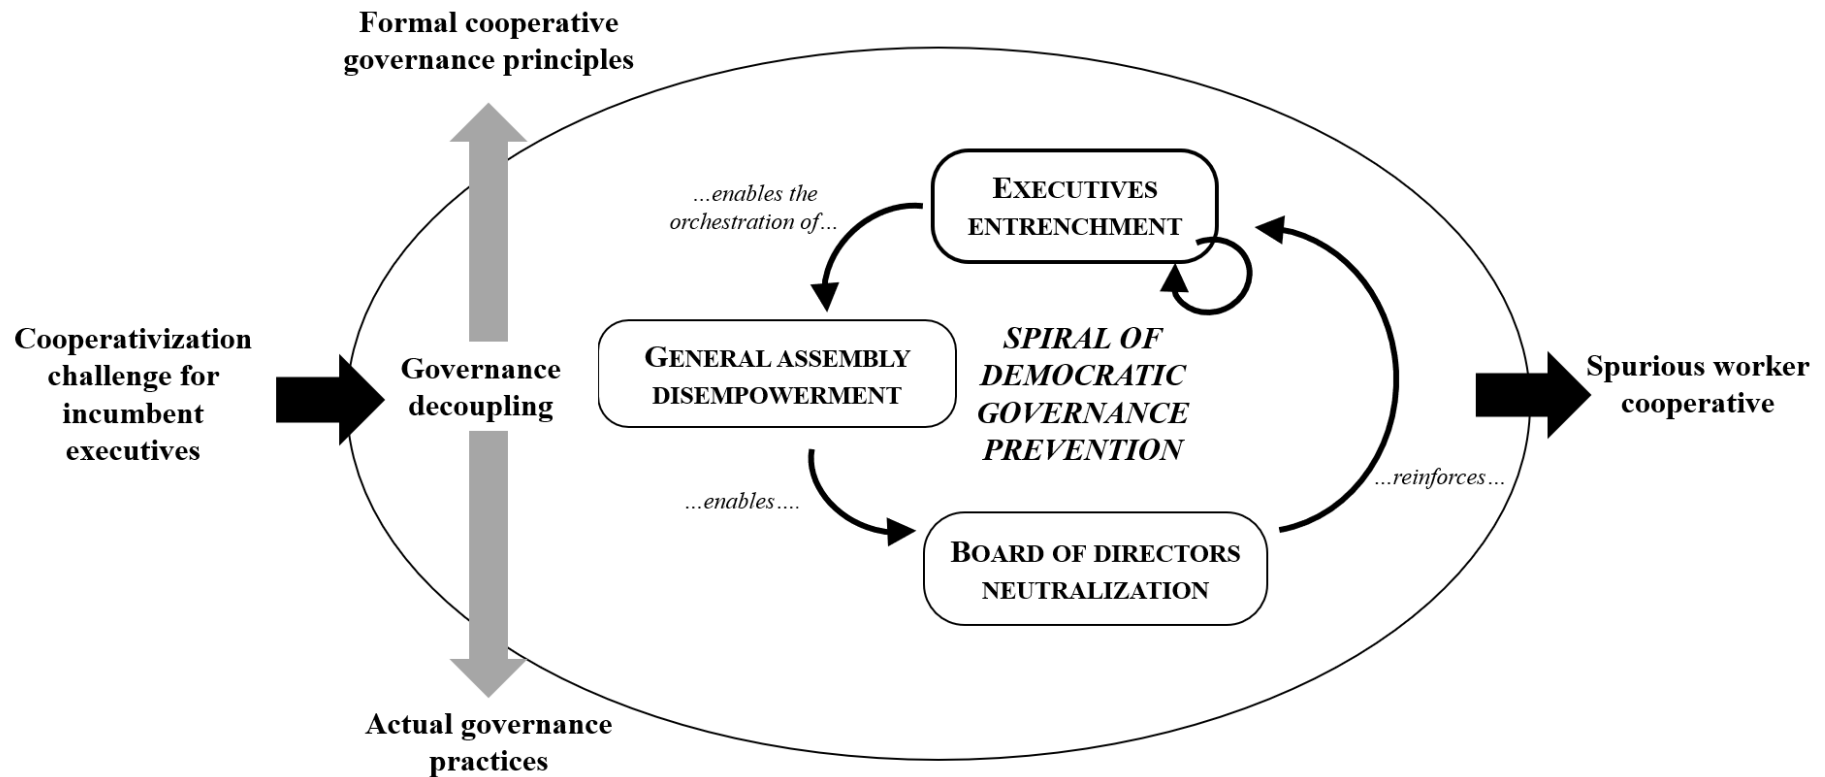 Formal cooperative
governance principles
…enables the
orchestration of…
EXECUTIVES
ENTRENCHMENT
Cooperativization
challenge for
incumbent
executives
Governance
decoupling
GENERAL ASSEMBLY
DISEMPOWERMENT
SPIRAL OF
DEMOCRATIC
GOVERNANCE
PREVENTION
Spurious worker
cooperative
…enables….
…reinforces…
BOARD OF DIRECTORS
NEUTRALIZATION
Actual governance
practices